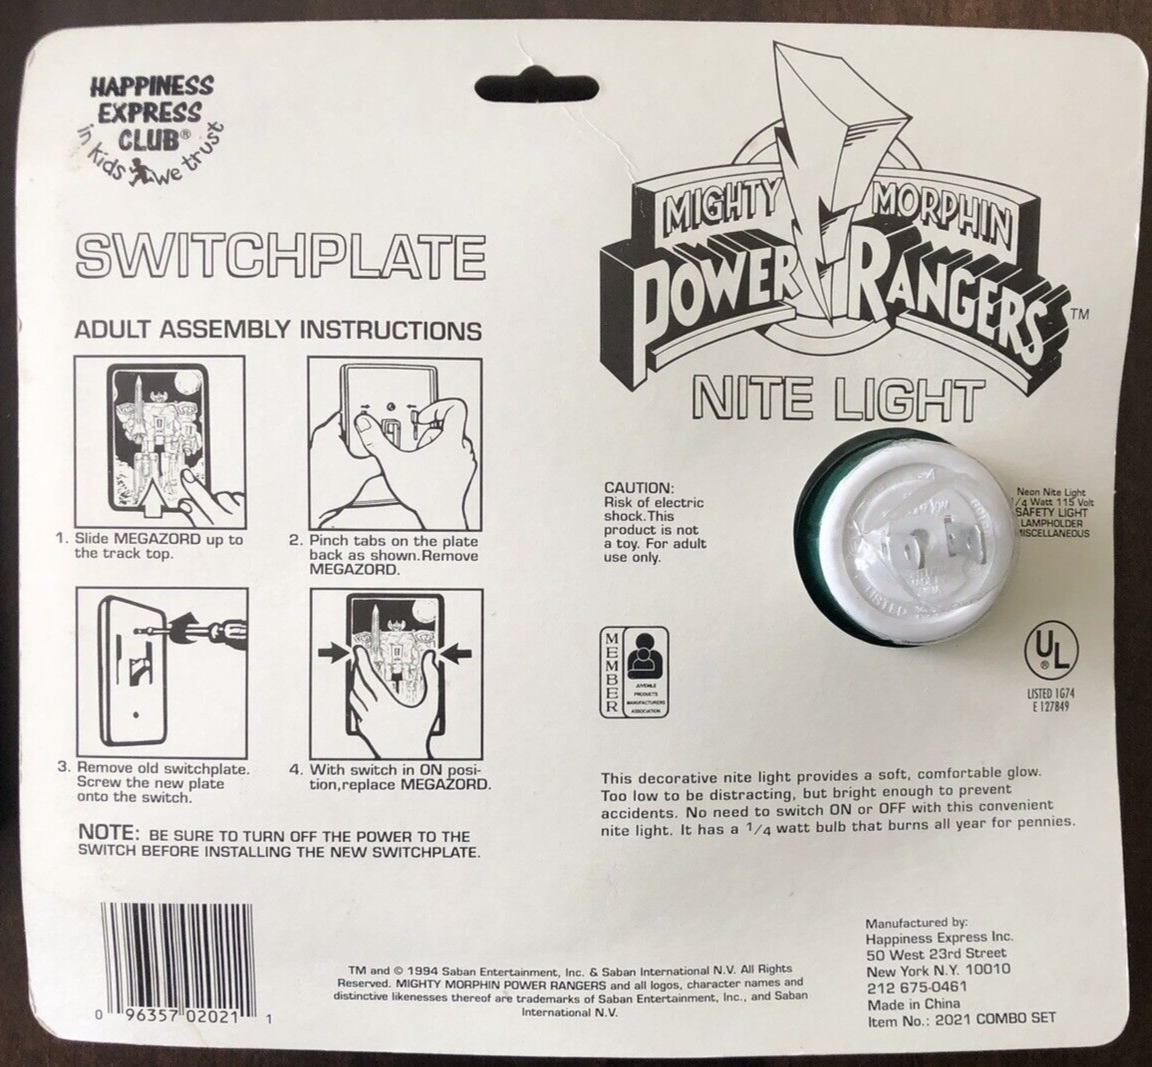 HAPPINESS
EXPRESS
CLUB®
in kids we trust
SWITCHPLATE
ADULT ASSEMBLY INSTRUCTIONS
1. Slide MEGAZORD up to
the track top.
2. Pinch tabs on the plate
back as shown.Remove
MEGAZORD.
3. Remove old switchplate.
Screw the new plate
onto the switch.
4. With switch in ON posi-
tion,replace MEGAZORD.
NOTE: BE SURE TO TURN OFF THE POWER TO THE
SWITCH BEFORE INSTALLING THE NEW SWITCHPLATE.
0 96357 02021 1
MIGHTY MORPHIN
POWER RANGERS™
NITE LIGHT
CAUTION:
Risk of electric
shock.This
product is not
a toy. For adult
use only.
Neon Nite Light
1/4 Watt 115 Volt
SAFETY LIGHT
LAMPHOLDER
MISCELLANEOUS
LISTED
MEMBER
JUVENILE
PRODUCTS
MANUFACTURERS
ASSOCIATION
UL®
LISTED 1G74
E 127849
This decorative nite light provides a soft, comfortable glow.
Too low to be distracting, but bright enough to prevent
accidents. No need to switch ON or OFF with this convenient
nite light. It has a 1/4 watt bulb that burns all year for pennies.
TM and © 1994 Saban Entertainment, Inc. & Saban International N.V. All Rights
Reserved. MIGHTY MORPHIN POWER RANGERS and all logos, character names and
distinctive likenesses thereof are trademarks of Saban Entertainment, Inc., and Saban
International N.V.
Manufactured by:
Happiness Express Inc.
50 West 23rd Street
New York N.Y. 10010
212 675-0461
Made in China
Item No.: 2021 COMBO SET